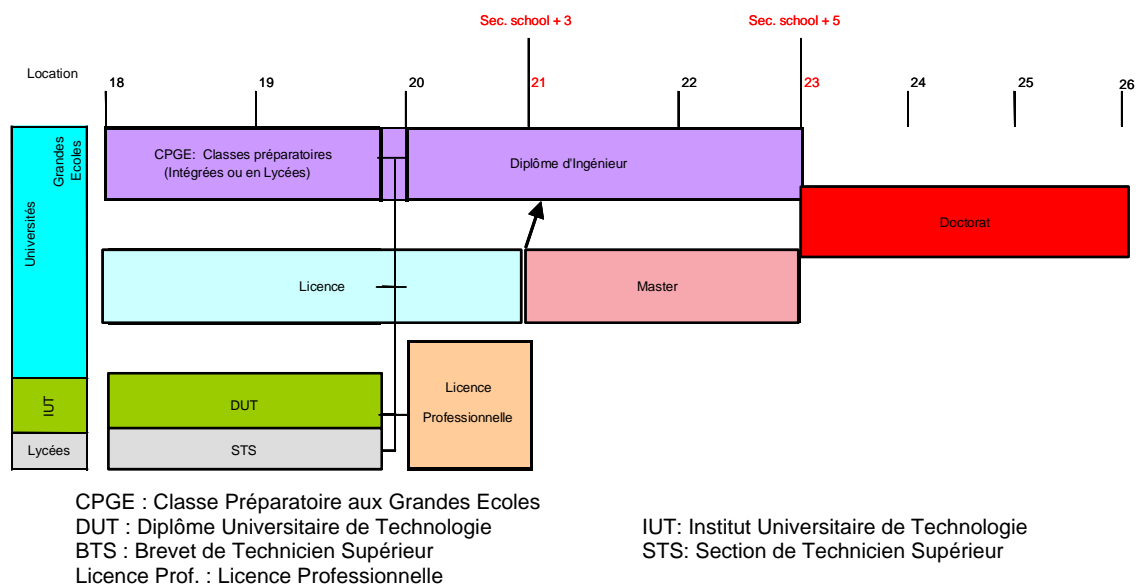 Sec. school + 3
Sec. school + 5
Location
18
19
20
21
22
23
24
25
26
Grandes
Ecoles
Universités
CPGE: Classes préparatoires
(Intégrées ou en Lycées)
Diplôme d'Ingénieur
Doctorat
Licence
Master
IUT
DUT
Licence
Professionnelle
Lycées
STS
CPGE : Classe Préparatoire aux Grandes Ecoles
DUT : Diplôme Universitaire de Technologie
IUT: Institut Universitaire de Technologie
BTS : Brevet de Technicien Supérieur
STS: Section de Technicien Supérieur
Licence Prof. : Licence Professionnelle